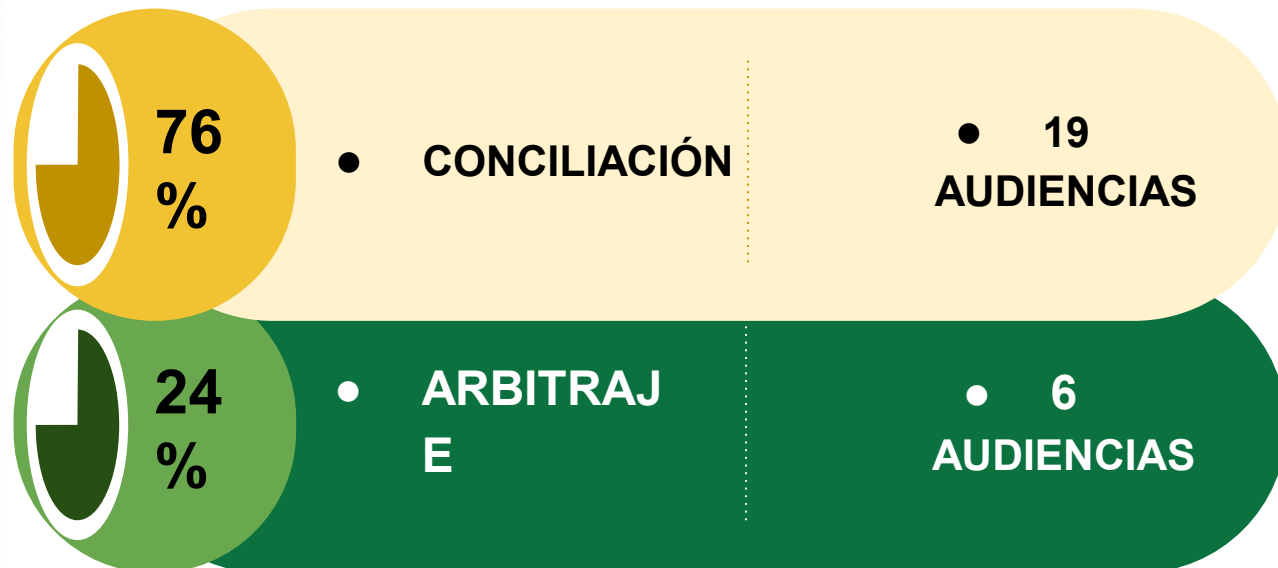 76
%
• CONCILIACIÓN
• 19
AUDIENCIAS
24
%
• ARBITRAJ
E
• 6
AUDIENCIAS